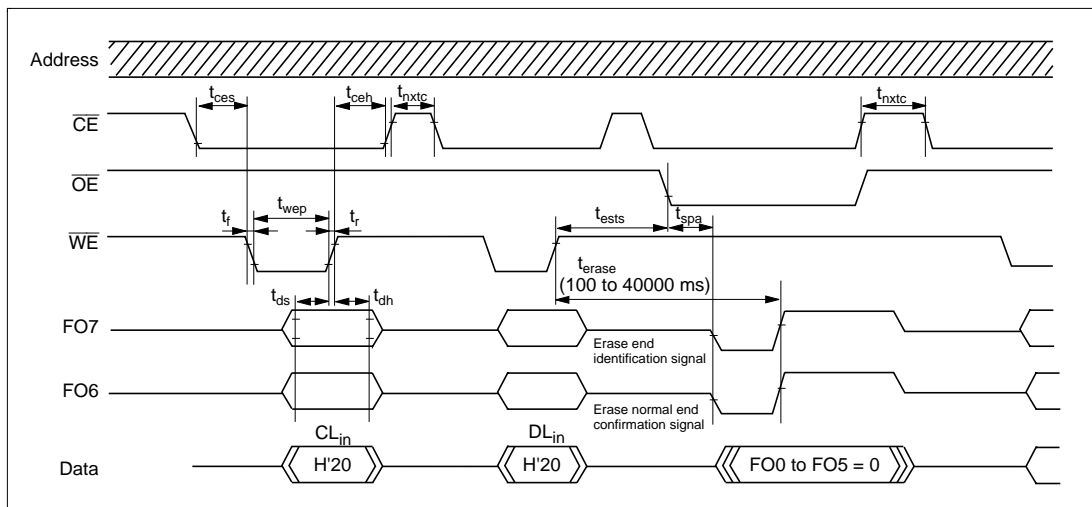 Address
t_ces
t_ceh
t_nxtc
t_nxtc
CE
OE
t_wep
t_f
t_r
t_ests
t_spa
WE
t_erase
(100 to 40000 ms)
t_ds
t_dh
FO7
Erase end
identification signal
FO6
Erase normal end
confirmation signal
CL_in
DL_in
Data
H'20
H'20
FO0 to FO5 = 0